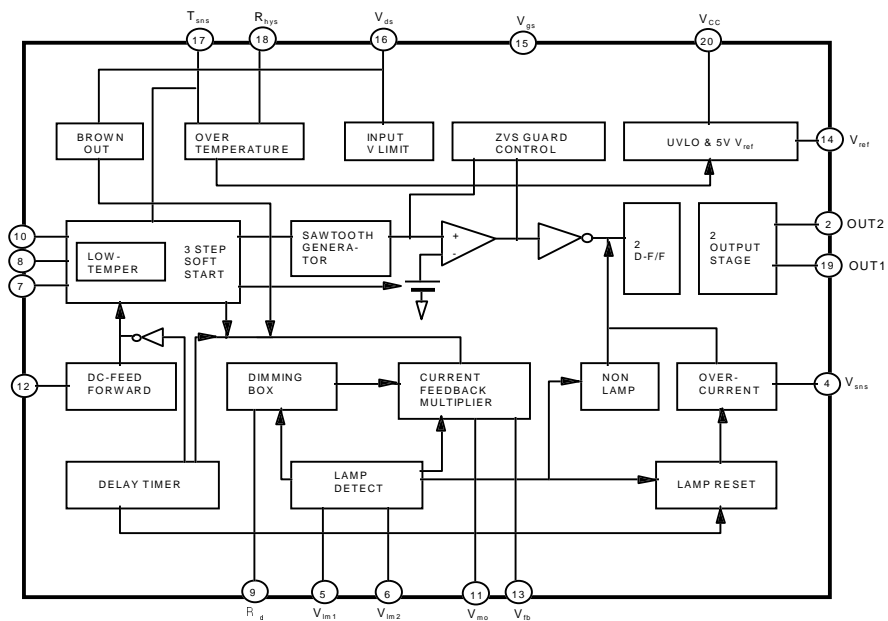 Tsns
Rhys
Vds
Vgs
VCC
17
18
16
15
20
BROWN
OUT
OVER
TEMPERATURE
INPUT
V LIMIT
ZVS GUARD
CONTROL
UVLO & 5V Vref
14
Vref
10
8
7
LOW-
TEMPER
3 STEP
SOFT
START
SAWTOOTH
GENERA-
TOR
+
-
2
D-F/F
2
OUTPUT
STAGE
2
OUT2
19
OUT1
12
DC-FEED
FORWARD
DIMMING
BOX
CURRENT
FEEDBACK
MULTIPLIER
NON
LAMP
OVER-
CURRENT
4
Vsns
DELAY TIMER
LAMP
DETECT
LAMP RESET
9
5
6
11
13
Rd
Vlm1
Vlm2
Vmo
Vfb